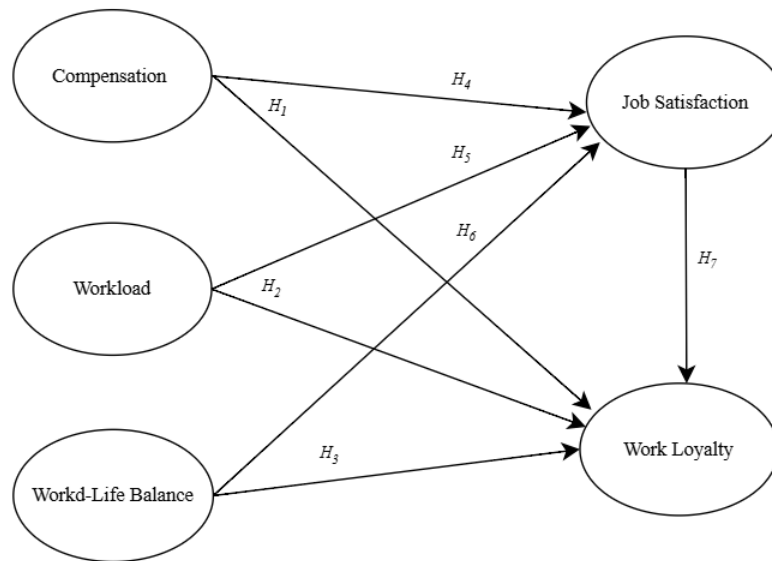 Compensation
H4
Job Satisfaction
H1
H5
H6
Workload
H2
H7
H3
Work Loyalty
Workd-Life Balance